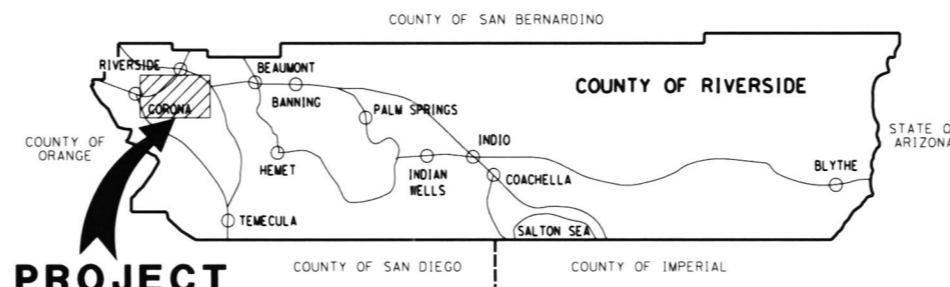 COUNTY OF SAN BERNARDINO
RIVERSIDE
BEAUMONT
COUNTY OF RIVERSIDE
BANNING
CORONA
PALM SPRINGS
COUNTY OF
ORANGE
STATE O
ARIZONA
HEMET
INDIO
INDIAN
WELLS
COACHELLA
BLYTHE
TEMECULA
SALTON SEA
PROJECT
COUNTY OF SAN DIEGO
COUNTY OF IMPERIAL